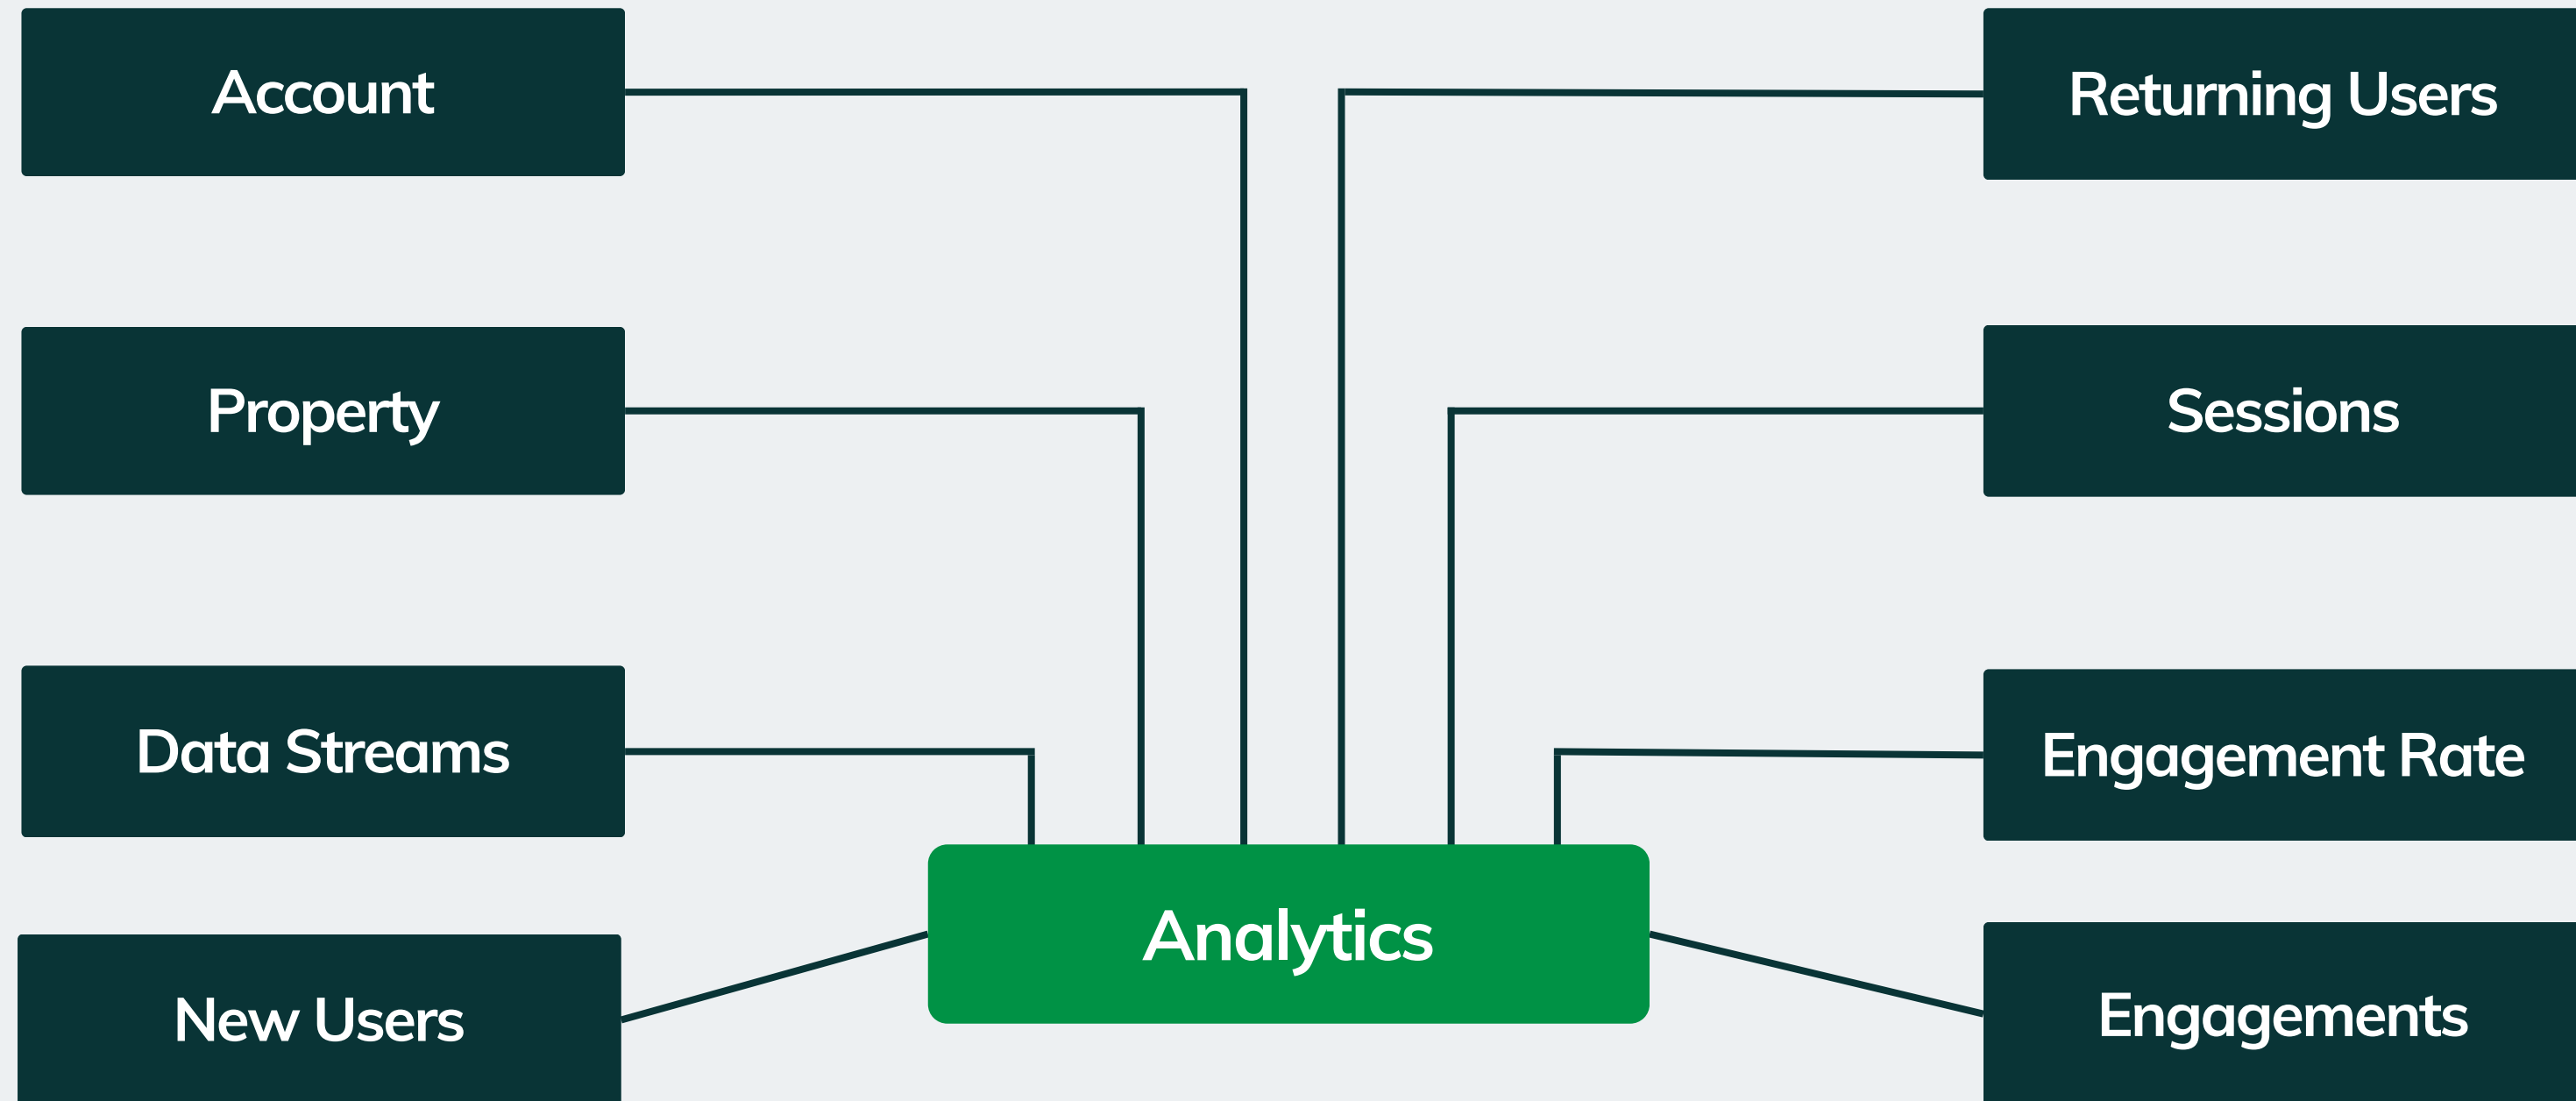 Account
Returning Users
Property
Sessions
Data Streams
Engagement Rate
Analytics
New Users
Engagements